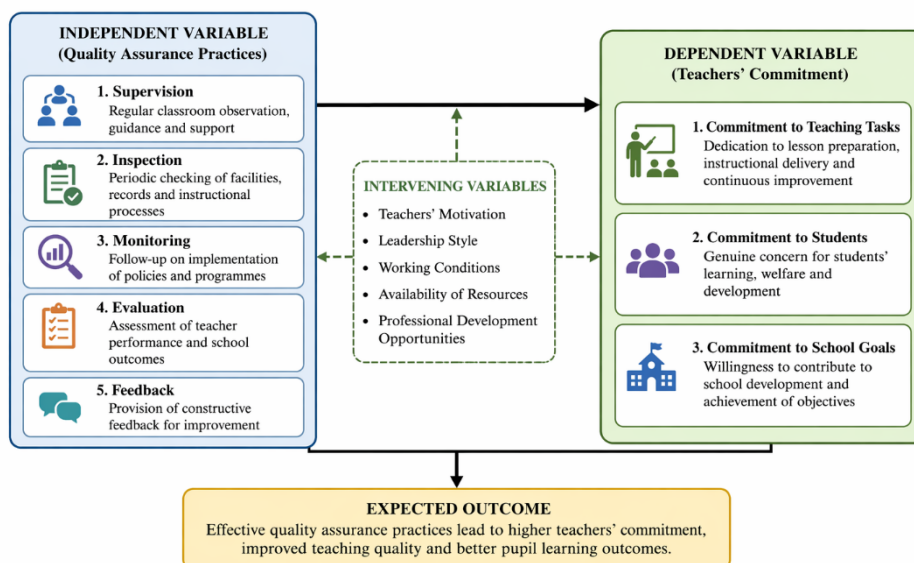 INDEPENDENT VARIABLE
(Quality Assurance Practices)
1. Supervision
Regular classroom observation,
guidance and support
2. Inspection
Periodic checking of facilities,
records and instructional
processes
3. Monitoring
Follow-up on implementation
of policies and programmes
4. Evaluation
Assessment of teacher
performance and school
outcomes
5. Feedback
Provision of constructive
feedback for improvement
INTERVENING VARIABLES
• Teachers' Motivation
• Leadership Style
• Working Conditions
• Availability of Resources
• Professional Development
Opportunities
DEPENDENT VARIABLE
(Teachers' Commitment)
1. Commitment to Teaching Tasks
Dedication to lesson preparation,
instructional delivery and
continuous improvement
2. Commitment to Students
Genuine concern for students'
learning, welfare and
development
3. Commitment to School Goals
Willingness to contribute to
school development and
achievement of objectives
EXPECTED OUTCOME
Effective quality assurance practices lead to higher teachers' commitment,
improved teaching quality and better pupil learning outcomes.